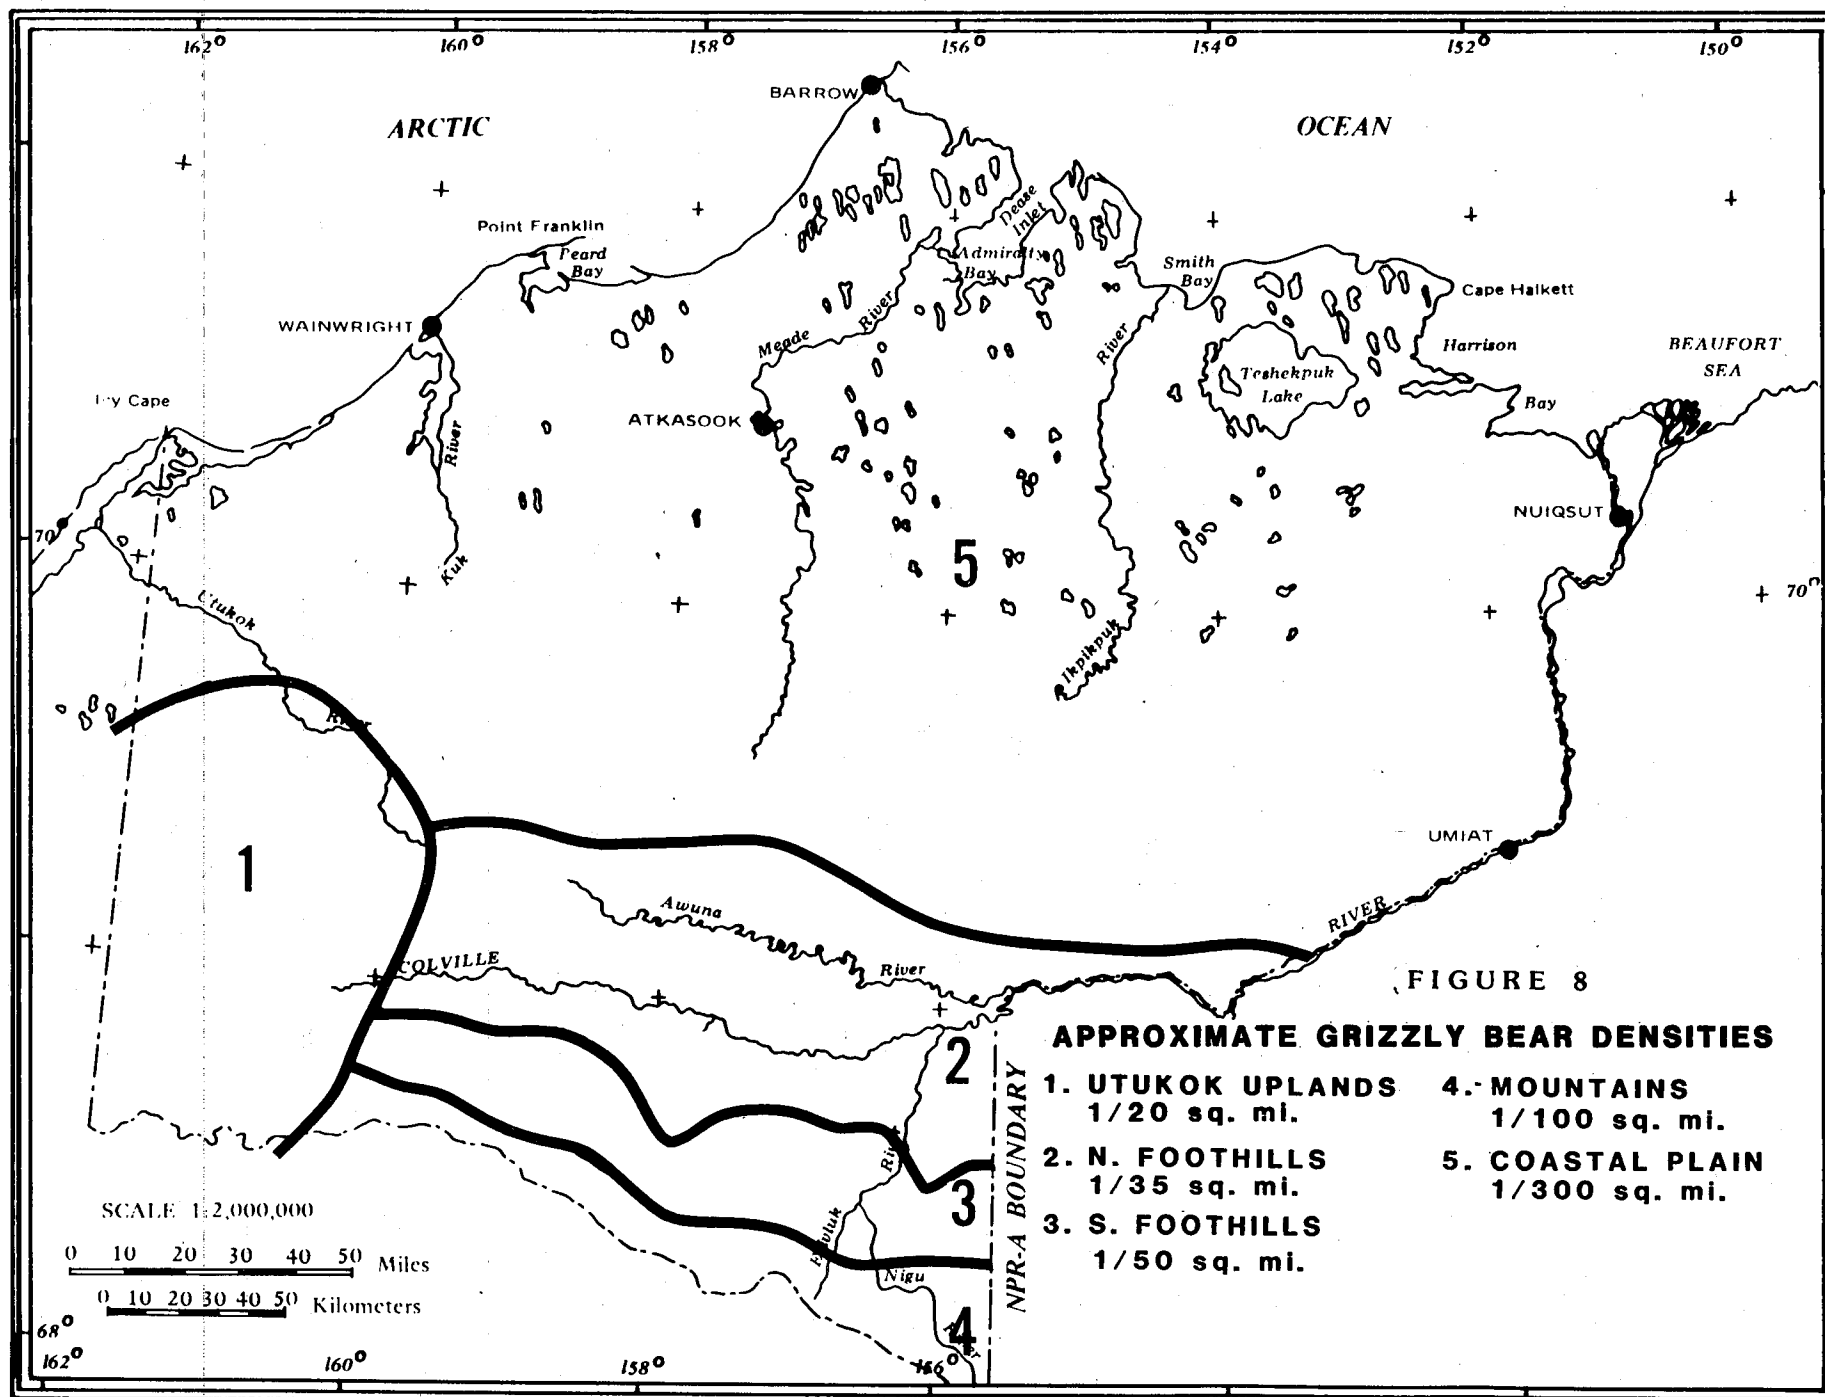 162° 160° 158° 156° 154° 152° 150°
BARROW
ARCTIC OCEAN
Point Franklin
Peard
Bay
Dease
Inlet
Admiralty
Bay
Smith
Bay
Cape Halkett
WAINWRIGHT
Meade River
River
Harrison
BEAUFORT
SEA
Teshekpuk
Lake
Cape
Bay
ATKASOOK
River
NUIQSUT
70
5
Kuk
70°
Utukok
Ikpikpuk
River
UMIAT
1
Awuna
RIVER
COLVILLE
River
FIGURE 8
APPROXIMATE GRIZZLY BEAR DENSITIES
2
1. UTUKOK UPLANDS
1/20 sq. mi.
4. MOUNTAINS
1/100 sq. mi.
2. N. FOOTHILLS
1/35 sq. mi.
5. COASTAL PLAIN
1/300 sq. mi.
3. S. FOOTHILLS
1/50 sq. mi.
NPR-A BOUNDARY
River
3
SCALE 1:2,000,000
0 10 20 30 40 50 Miles
0 10 20 30 40 50 Kilometers
Nigu
4
68°
162° 160° 158° 156°